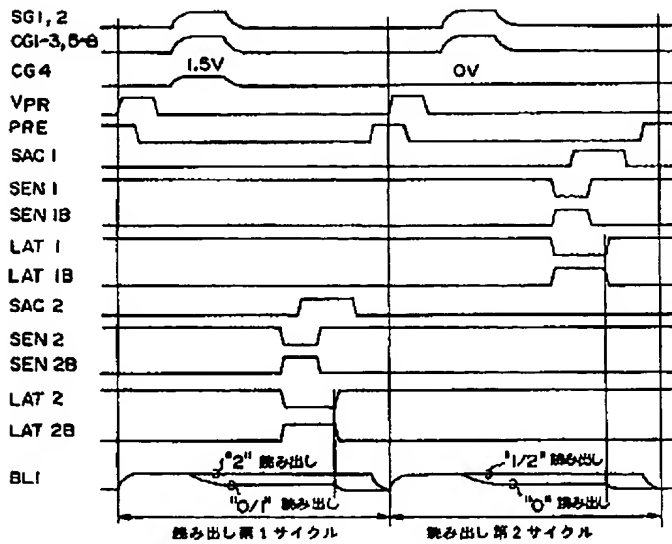 SG1, 2
CG1-3, 5-8
CG4
1.5V
0V
VPR
PRE
SAC 1
SEN 1
SEN 1B
LAT 1
LAT 1B
SAC 2
SEN 2
SEN 2B
LAT 2
LAT 2B
BL1
"2" 読み出し
"1/2" 読み出し
"0/1" 読み出し
"0" 読み出し
読み出し第1サイクル
読み出し第2サイクル